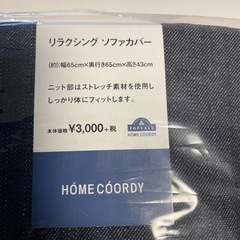 リラクシング ソファカバー
(約):幅65cm×奥行き65cm×高さ43cm
ニット部はストレッチ素材を使用し
しっかり体にフィットします。
本体価格 ¥3,000+税
TOPVALU
HOME COORDY
HÓME CÓORDY